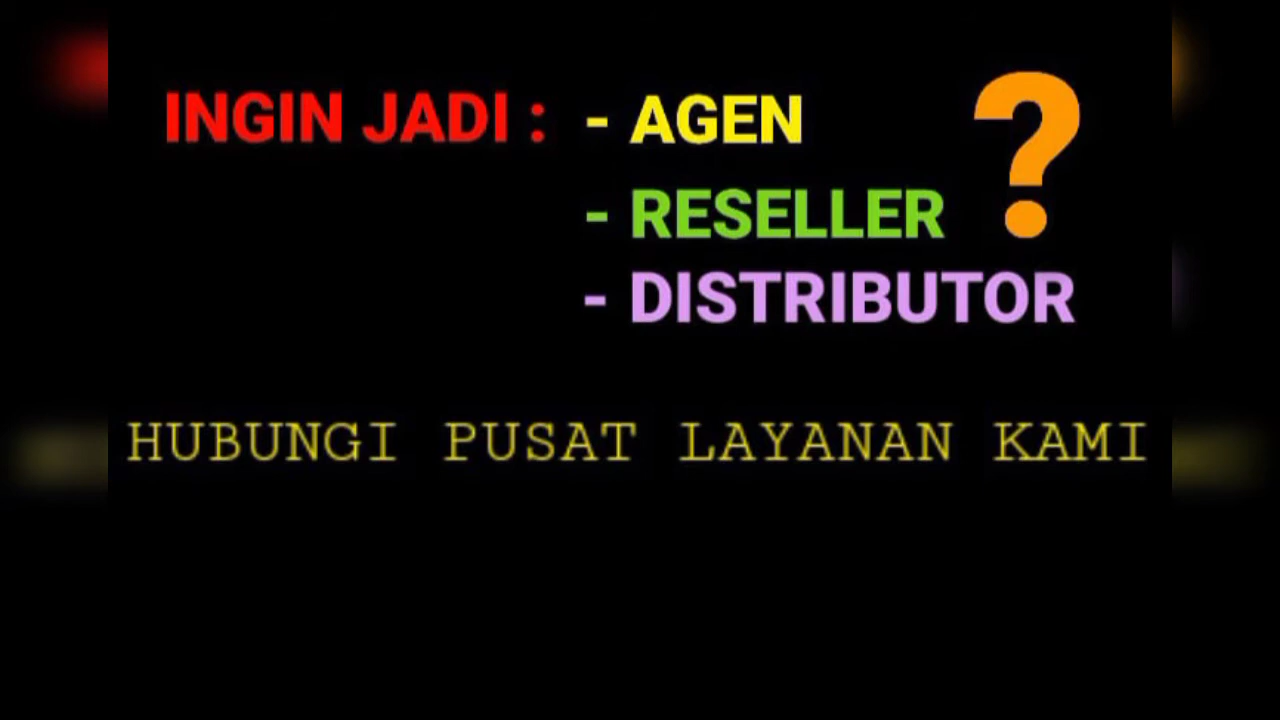 INGIN JADI : - AGEN ?
- RESELLER
- DISTRIBUTOR
HUBUNGI PUSAT LAYANAN KAMI